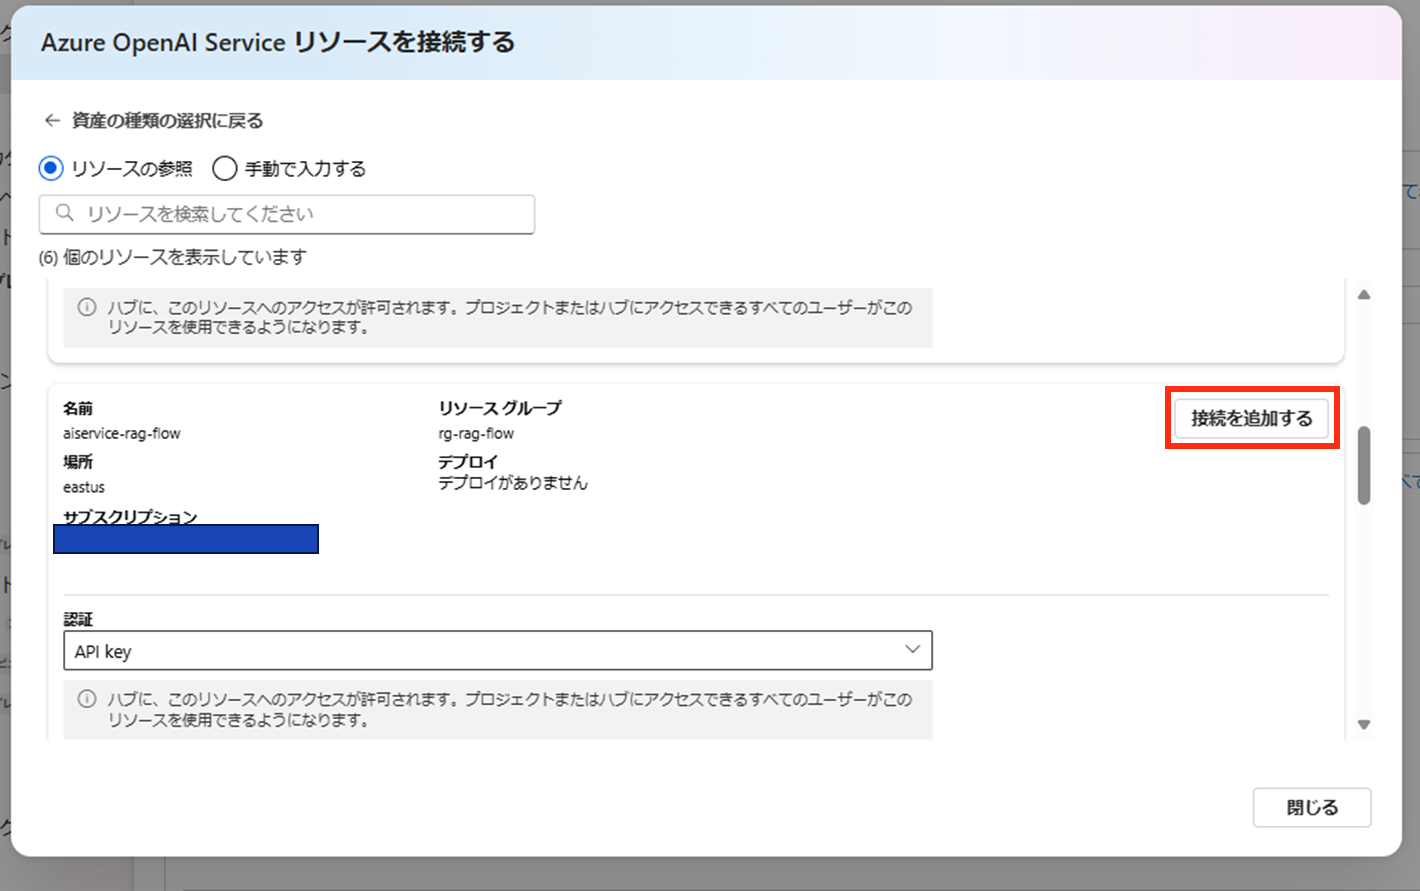 Azure OpenAI Service リソースを接続する
← 資産の種類の選択に戻る
リソースの参照 手動で入力する
リソースを検索してください
(6) 個のリソースを表示しています
ハブに、このリソースへのアクセスが許可されます。プロジェクトまたはハブにアクセスできるすべてのユーザーがこの
リソースを使用できるようになります。
名前
aiservice-rag-flow
場所
eastus
サブスクリプション
リソース グループ
rg-rag-flow
デプロイ
デプロイがありません
接続を追加する
認証
API key
ハブに、このリソースへのアクセスが許可されます。プロジェクトまたはハブにアクセスできるすべてのユーザーがこの
リソースを使用できるようになります。
閉じる